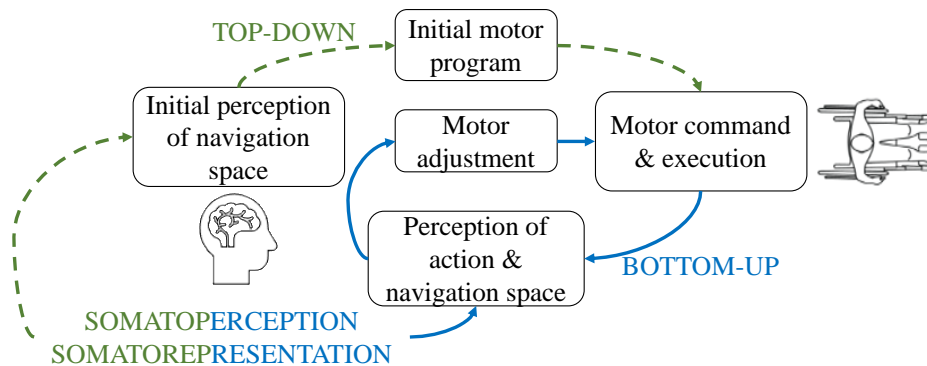 TOP-DOWN
Initial motor
program
Initial perception
of navigation
space
Motor
adjustment
Motor command
& execution
Perception of
action &
navigation space
BOTTOM-UP
SOMATOPERCEPTION
SOMATOREPRESENTATION